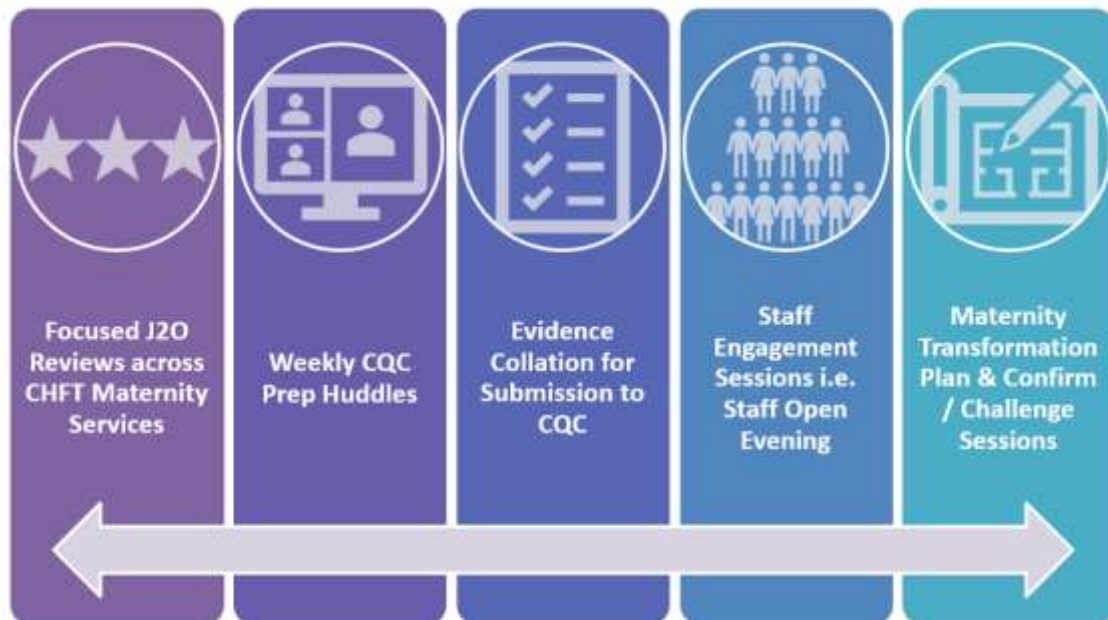 Focused J2O
Reviews across
CHFT Maternity
Services
Weekly CQC
Prep Huddles
Evidence
Collation for
Submission to
CQC
Staff
Engagement
Sessions i.e.
Staff Open
Evening
Maternity
Transformation
Plan & Confirm
/ Challenge
Sessions